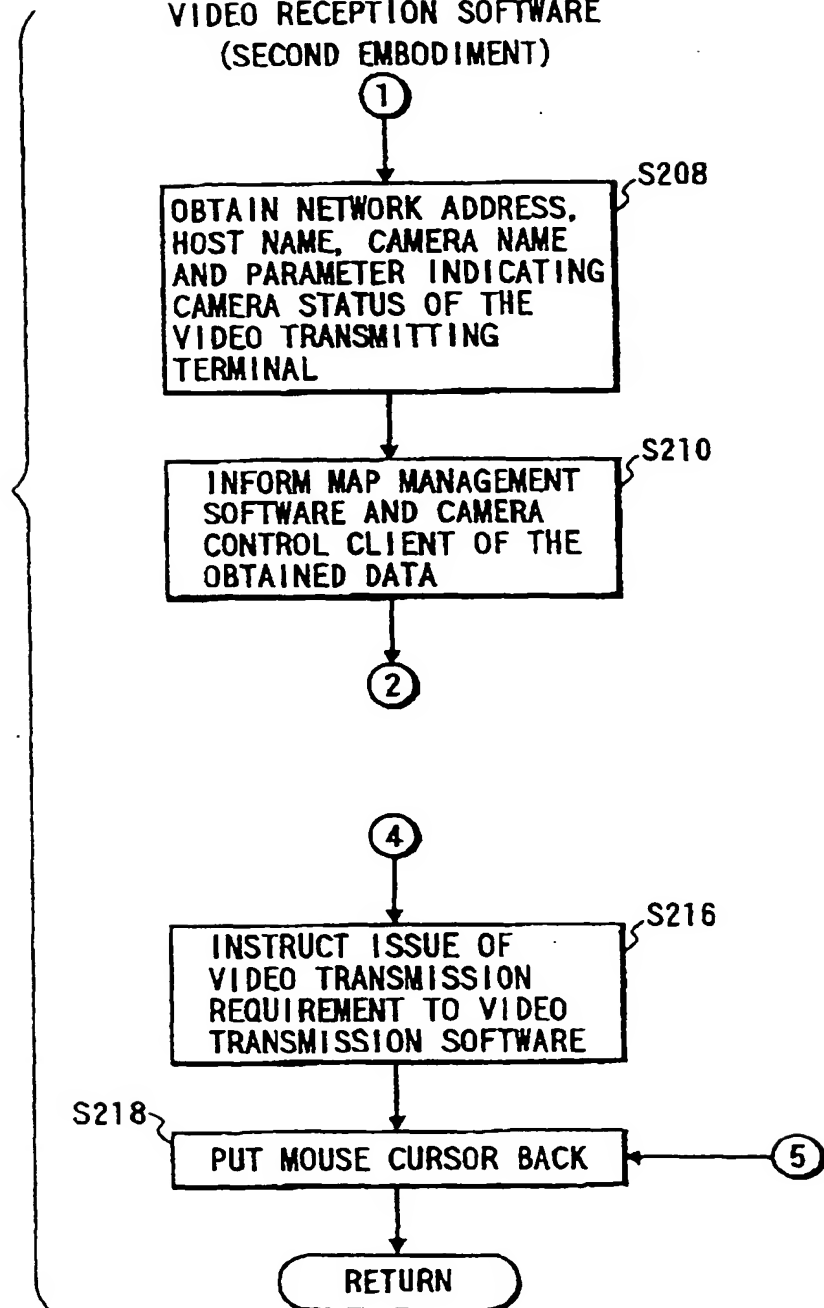 VIDEO RECEPTION SOFTWARE
(SECOND EMBODIMENT)
1
S208
OBTAIN NETWORK ADDRESS,
HOST NAME, CAMERA NAME
AND PARAMETER INDICATING
CAMERA STATUS OF THE
VIDEO TRANSMITTING
TERMINAL
S210
INFORM MAP MANAGEMENT
SOFTWARE AND CAMERA
CONTROL CLIENT OF THE
OBTAINED DATA
2
4
S216
INSTRUCT ISSUE OF
VIDEO TRANSMISSION
REQUIREMENT TO VIDEO
TRANSMISSION SOFTWARE
S218
PUT MOUSE CURSOR BACK
5
RETURN